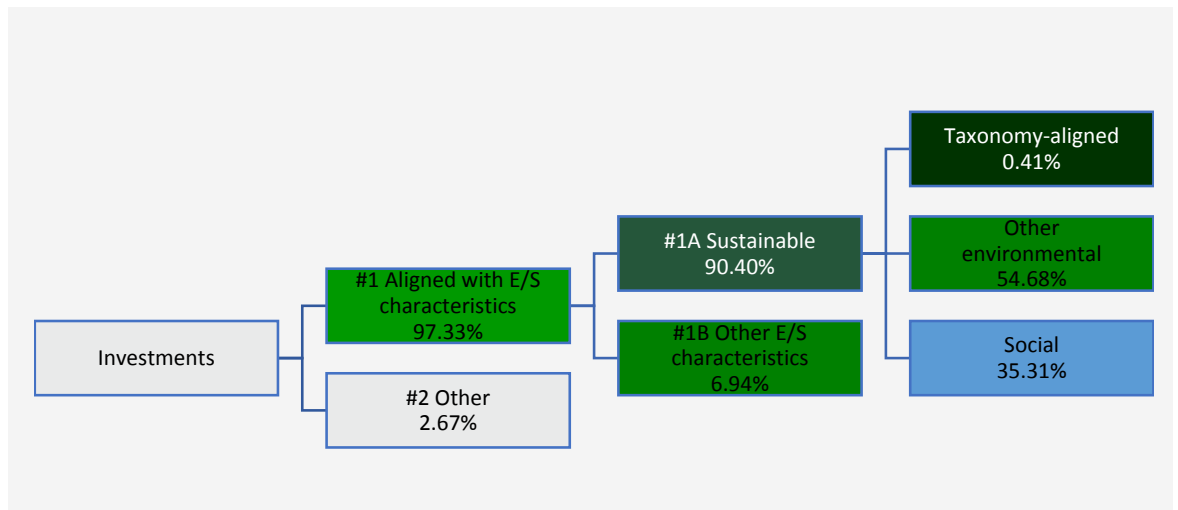 Investments
#1 Aligned with E/S
characteristics
97.33%
#2 Other
2.67%
#1A Sustainable
90.40%
#1B Other E/S
characteristics
6.94%
Taxonomy-aligned
0.41%
Other
environmental
54.68%
Social
35.31%